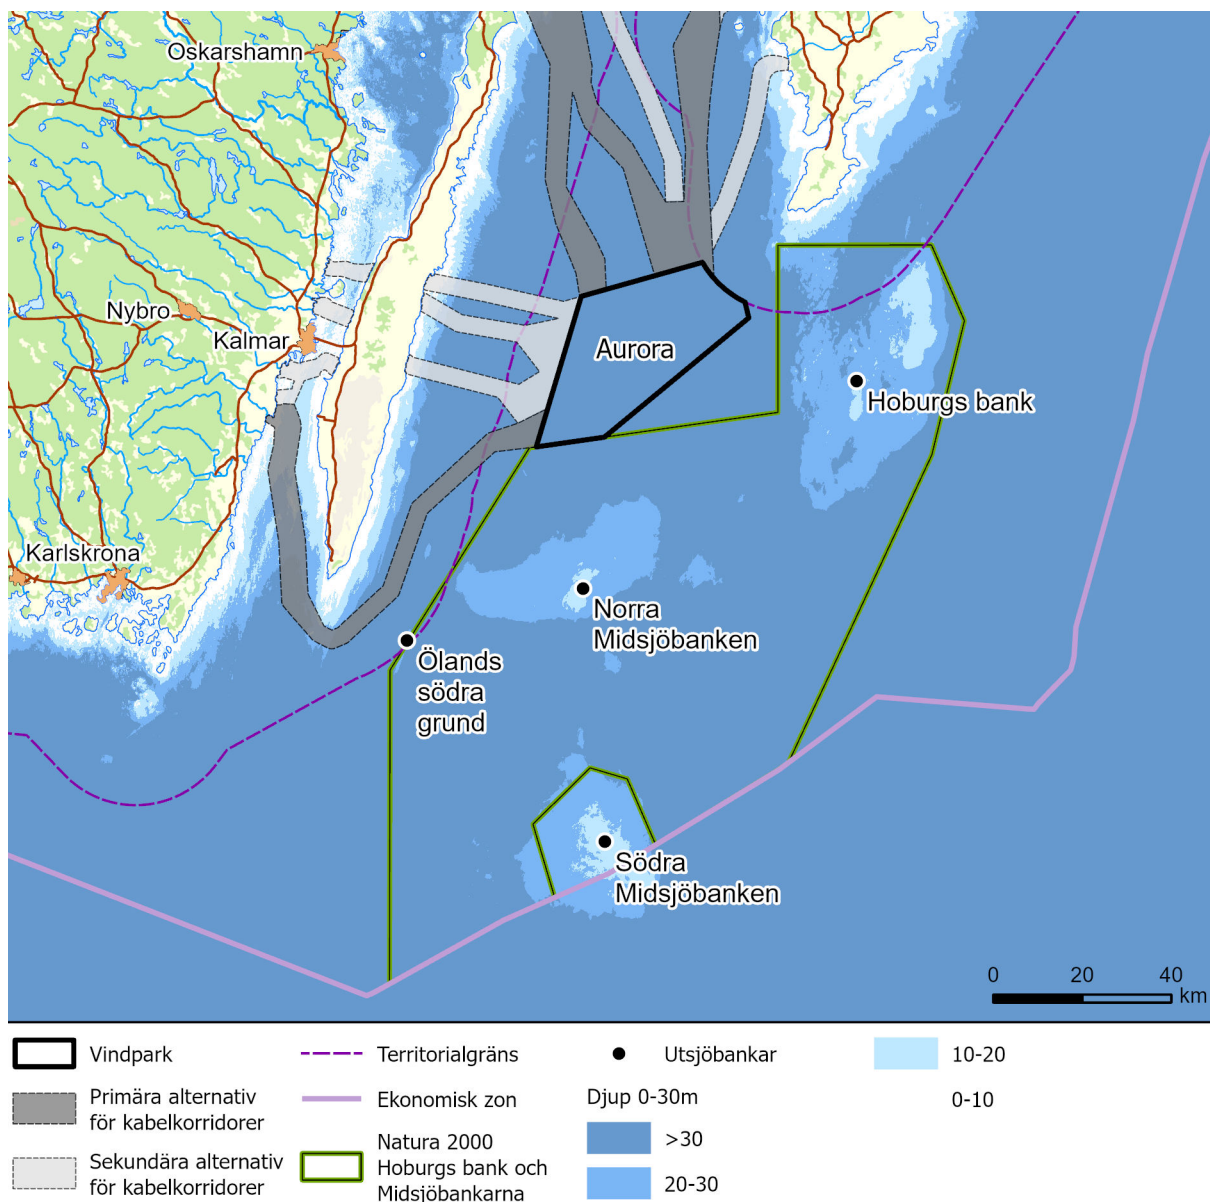 Oskarshamn
Nybro
Kalmar
Aurora
Hoburgs bank
Karlskrona
Norra
Midsjöbanken
Ölands
södra
grund
Södra
Midsjöbanken
0 20 40
km
Vindpark
Primära alternativ
för kabelkorridorer
Sekundära alternativ
för kabelkorridorer
Territorialgräns
Ekonomisk zon
Natura 2000
Hoburgs bank och
Midsjöbankarna
Utsjöbankar
Djup 0-30m
>30
20-30
10-20
0-10